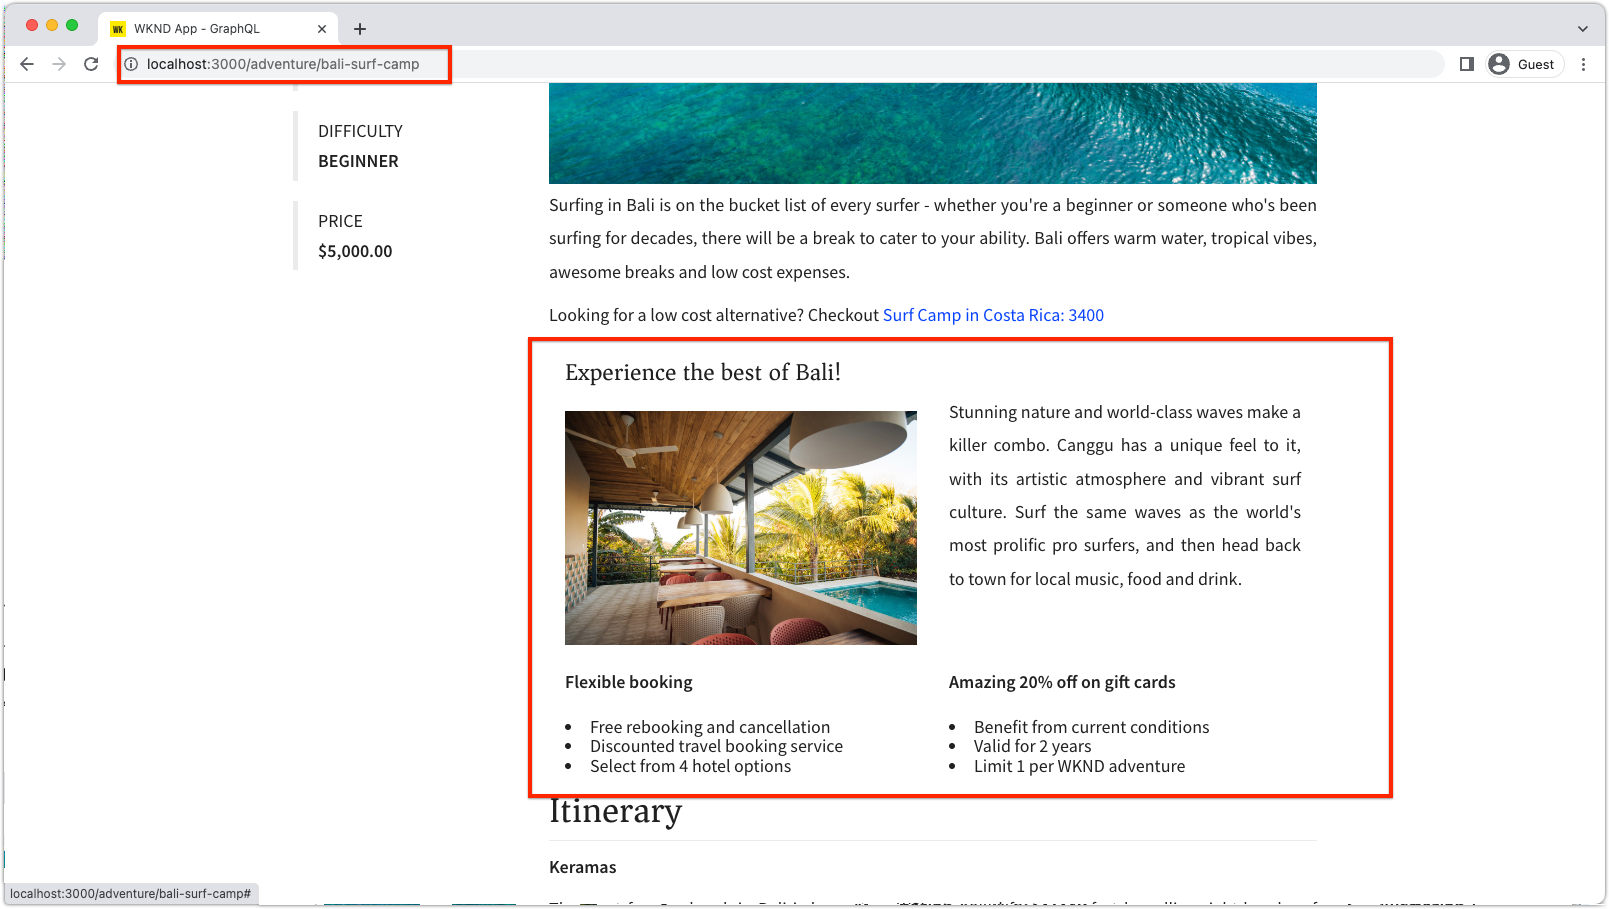 WK WKND App - GraphQL
localhost:3000/adventure/bali-surf-camp
Guest
DIFFICULTY
BEGINNER
PRICE
$5,000.00
Surfing in Bali is on the bucket list of every surfer - whether you're a beginner or someone who's been
surfing for decades, there will be a break to cater to your ability. Bali offers warm water, tropical vibes,
awesome breaks and low cost expenses.
Looking for a low cost alternative? Checkout Surf Camp in Costa Rica: 3400
Experience the best of Bali!
Stunning nature and world-class waves make a
killer combo. Canggu has a unique feel to it,
with its artistic atmosphere and vibrant surf
culture. Surf the same waves as the world's
most prolific pro surfers, and then head back
to town for local music, food and drink.
Flexible booking
• Free rebooking and cancellation
• Discounted travel booking service
• Select from 4 hotel options
Amazing 20% off on gift cards
• Benefit from current conditions
• Valid for 2 years
• Limit 1 per WKND adventure
Itinerary
Keramas
localhost:3000/adventure/bali-surf-camp#